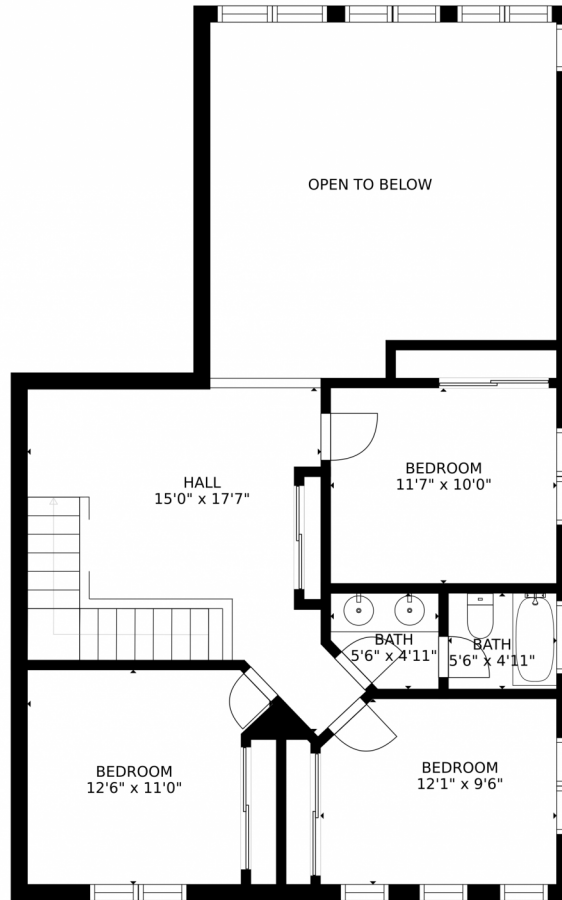 OPEN TO BELOW
HALL
15'0" x 17'7"
BEDROOM
11'7" x 10'0"
BATH
5'6" x 4'11"
BATH
5'6" x 4'11"
BEDROOM
12'6" x 11'0"
BEDROOM
12'1" x 9'6"